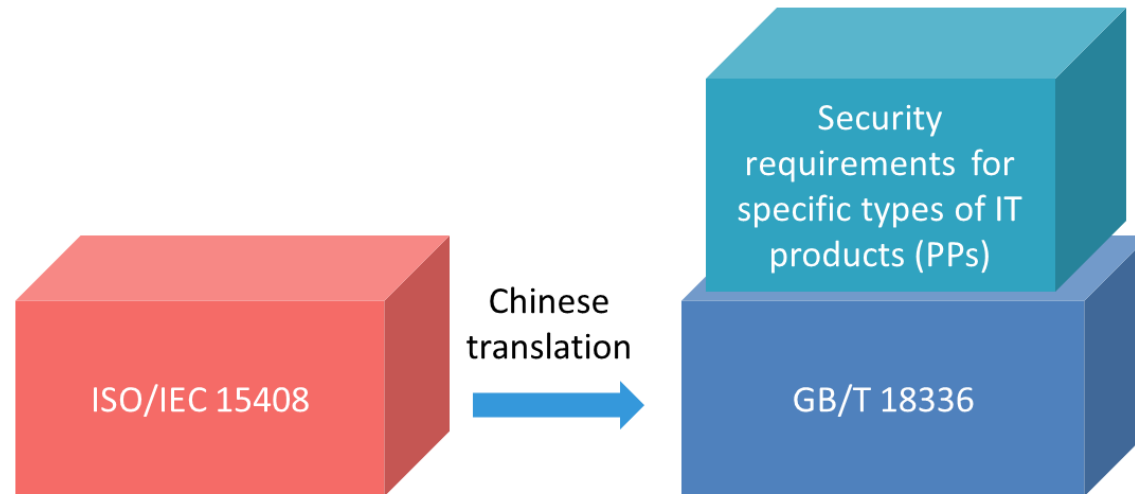 Security
requirements for
specific types of IT
products (PPs)
Chinese
translation
ISO/IEC 15408
GB/T 18336